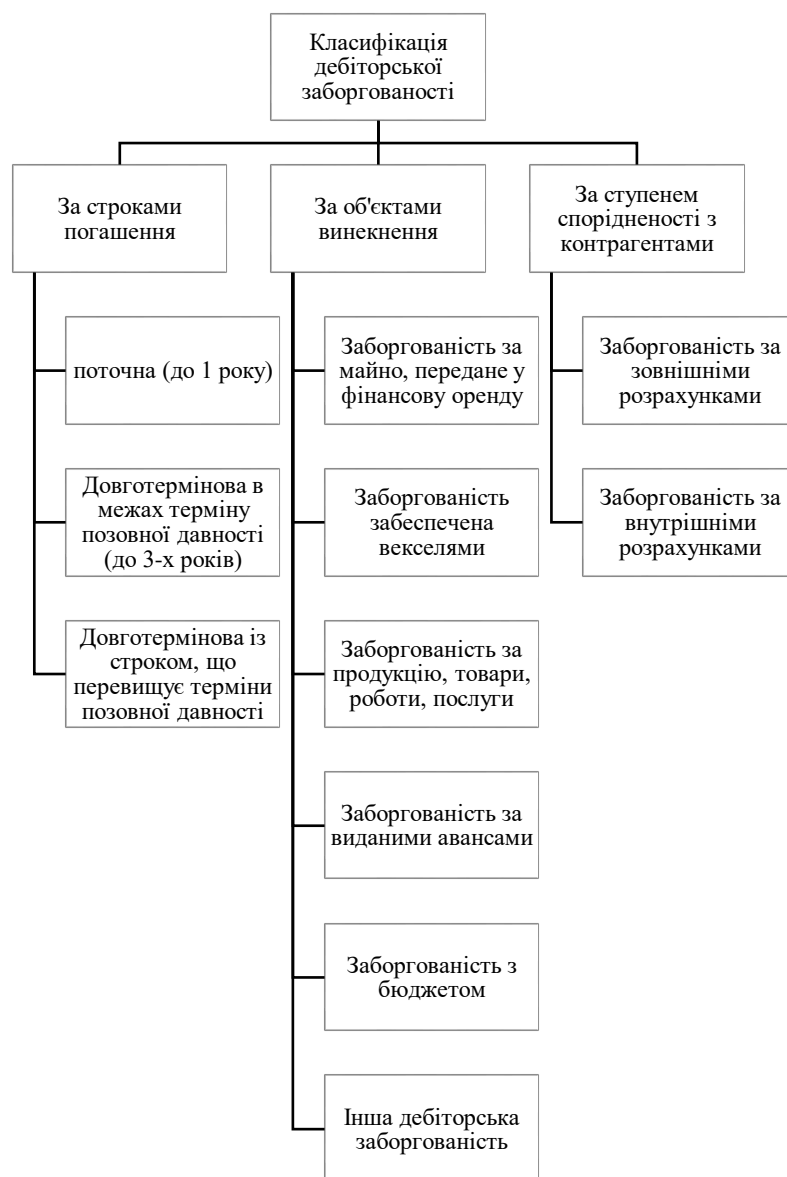 Класифікація
дебіторської
заборгованості
За строками
погашення
За об'єктами
винекнення
За ступенем
спорідненості з
контрагентами
поточна (до 1 року)
Довготермінова в
межах терміну
позовної давності
(до 3-х років)
Довготермінова із
строком, що
перевищує терміни
позовної давності
Заборгованість за
майно, передане у
фінансову оренду
Заборгованість
забеспечена
векселями
Заборгованість за
продукцію, товари,
роботи, послуги
Заборгованість за
виданими авансами
Заборгованість з
бюджетом
Інша дебіторська
заборгованість
Заборгованість за
зовнішніми
розрахунками
Заборгованість за
внутрішніми
розрахунками